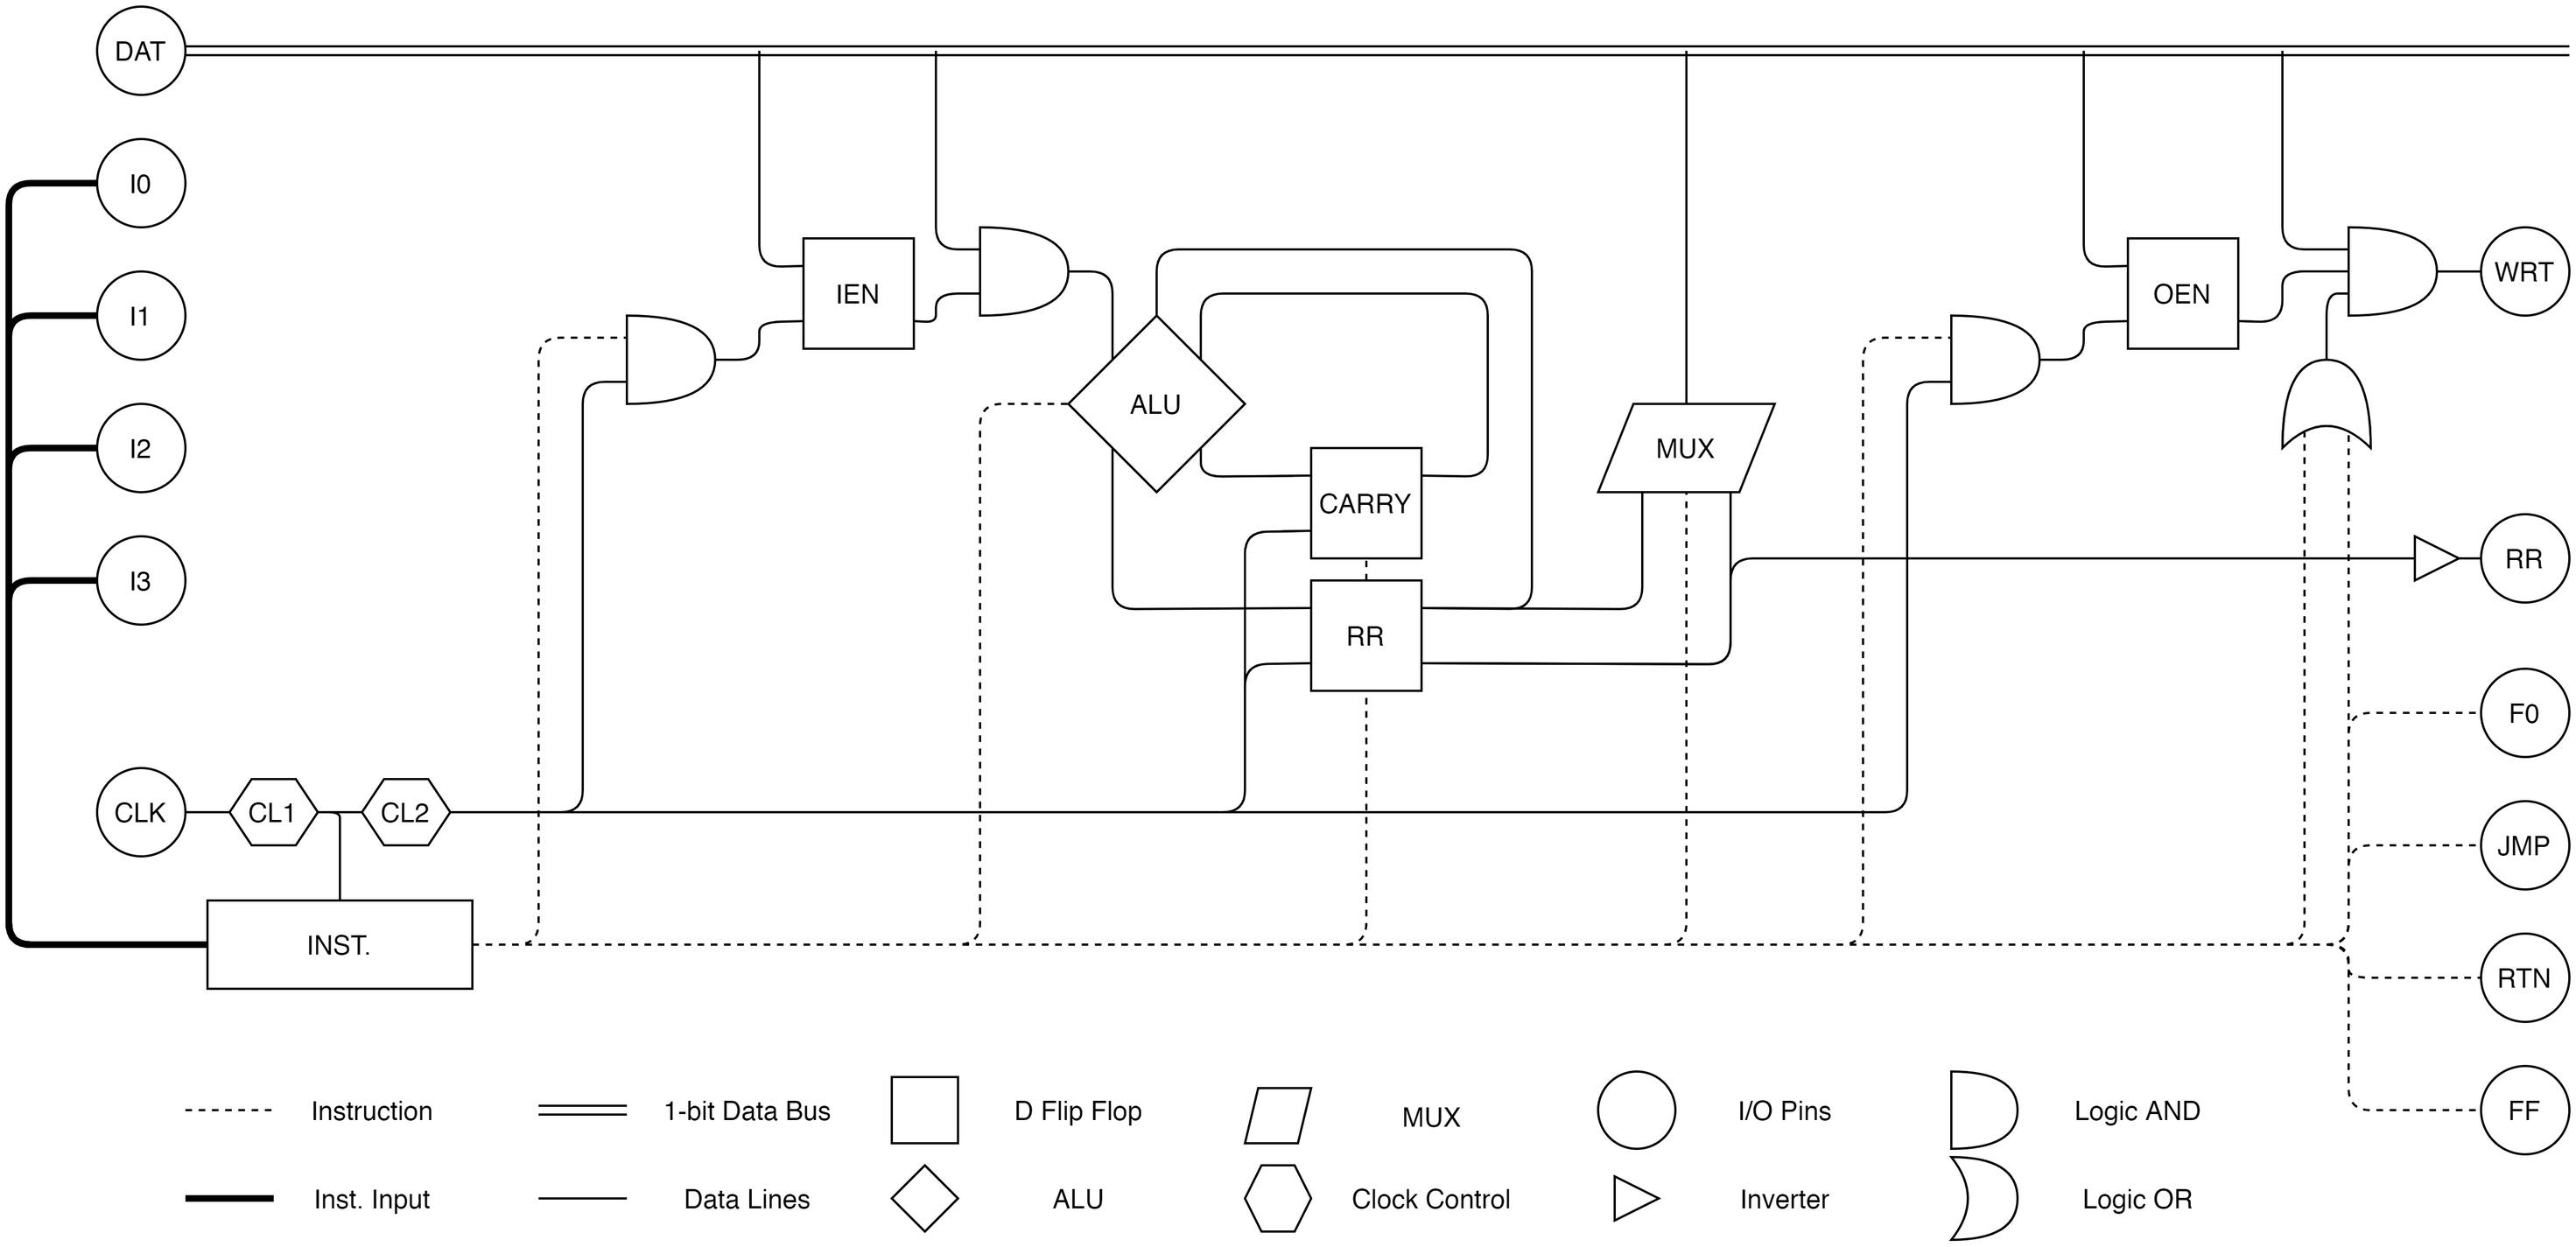 DAT
I0
I1
IEN
OEN
WRT
ALU
I2
MUX
CARRY
I3
RR
RR
F0
CLK
CL1
CL2
JMP
INST.
RTN
Instruction
1-bit Data Bus
D Flip Flop
MUX
I/O Pins
Logic AND
FF
Inst. Input
Data Lines
ALU
Clock Control
Inverter
Logic OR